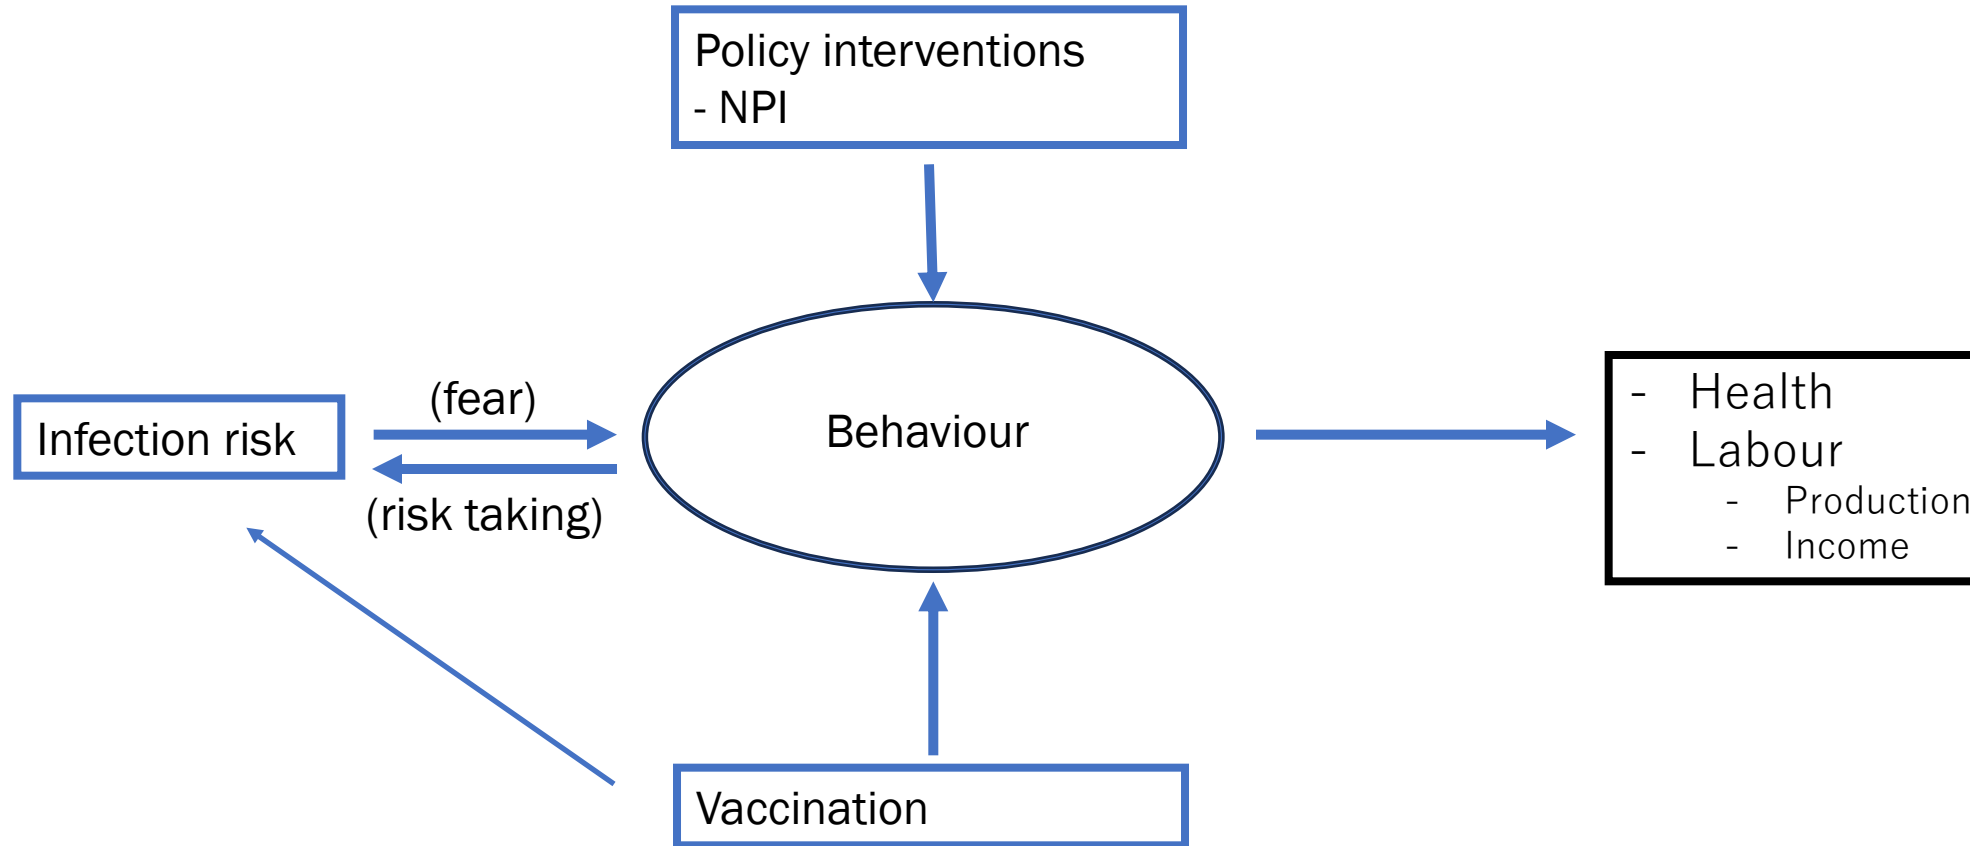 Policy interventions
- NPI
(fear)
Infection risk
Behaviour
(risk taking)
- Health
- Labour
- Production
- Income
Vaccination